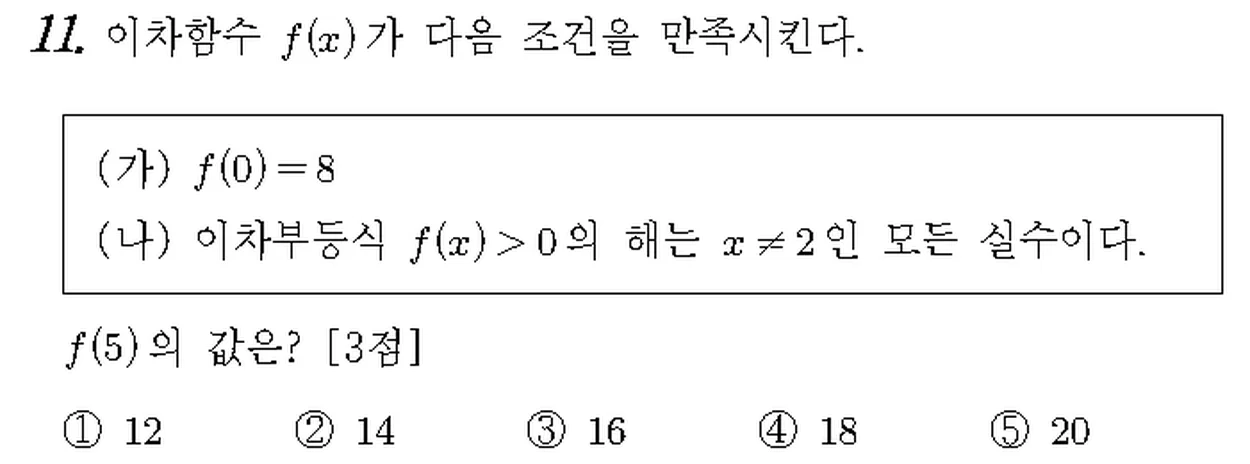 11. 이차함수 f(x)가 다음 조건을 만족시킨다.
(가) f(0)=8
(나) 이차부등식 f(x)>0의 해는 x≠2인 모든 실수이다.
f(5)의 값은? [3점]
① 12 ② 14 ③ 16 ④ 18 ⑤ 20